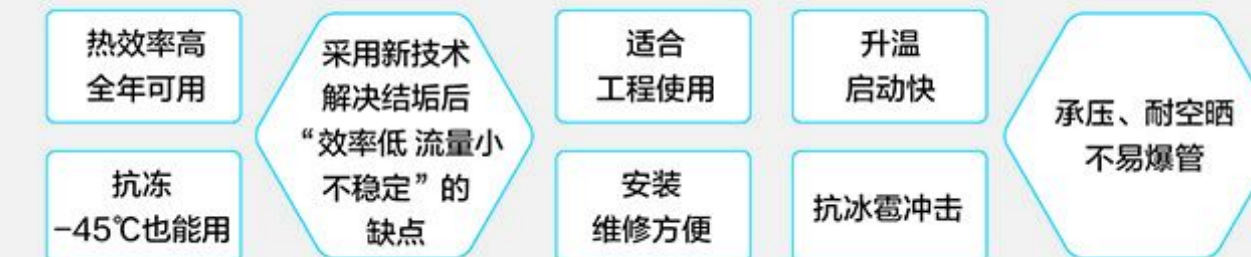 热效率高
全年可用
抗冻
-45℃也能用
采用新技术
解决结垢后
“效率低 流量小
不稳定”的
缺点
适合
工程使用
安装
维修方便
升温
启动快
抗冰雹冲击
承压、耐空晒
不易爆管